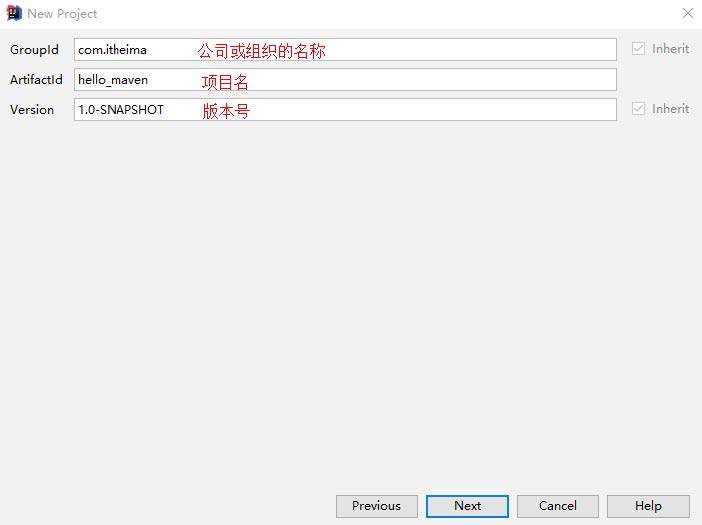 New Project
GroupId com.itheima 公司或组织的名称 Inherit
ArtifactId hello_maven 项目名
Version 1.0-SNAPSHOT 版本号 Inherit
Previous Next Cancel Help